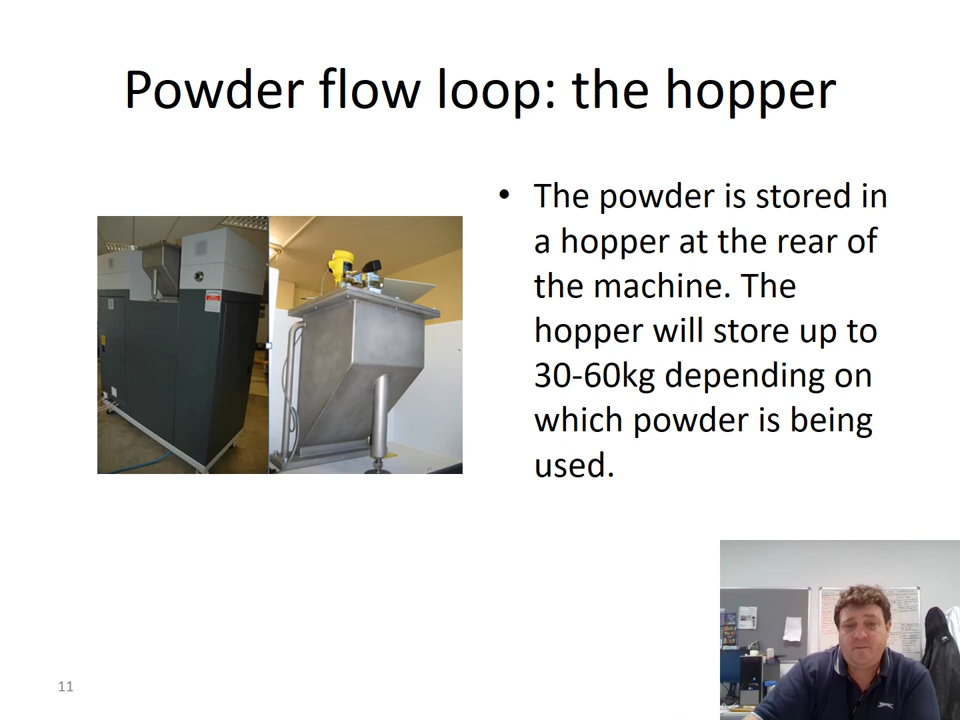 Powder flow loop: the hopper
• The powder is stored in
a hopper at the rear of
the machine. The
hopper will store up to
30-60kg depending on
which powder is being
used.
11